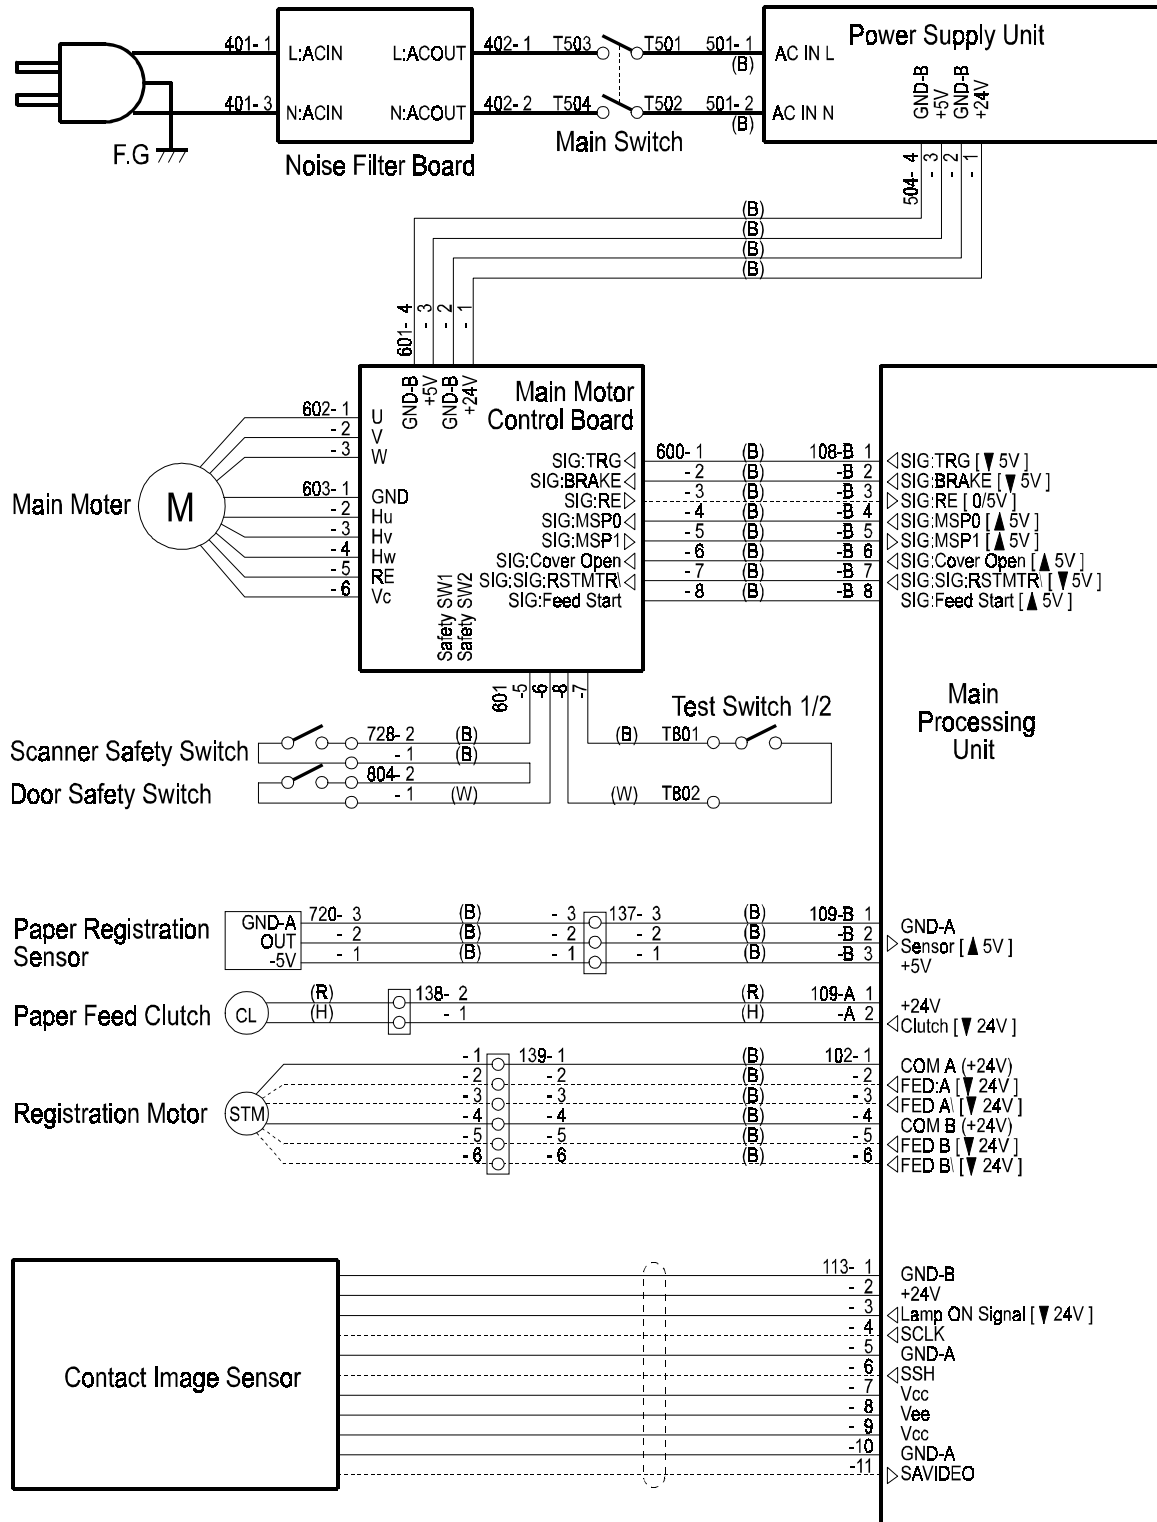 401- 1
L:ACIN
L:ACOUT
402- 1
T503
T501
501- 1
(B)
AC IN L
Power Supply Unit
GND-B
+5V
GND-B
+24V
401- 3
N:ACIN
N:ACOUT
402- 2
T504
T502
501- 2
(B)
AC IN N
F.G
Noise Filter Board
Main Switch
504- 4
- 3
- 2
- 1
(B)
(B)
(B)
(B)
601- 4
- 3
- 2
- 1
GND-B
+5V
GND-B
+24V
Main Motor
Control Board
Main Moter
M
602- 1
- 2
- 3
U
V
W
603- 1
- 2
- 3
- 4
- 5
- 6
GND
Hu
Hv
Hw
RE
Vc
SIG:TRG
SIG:BRAKE
SIG:RE
SIG:MSP0
SIG:MSP1
SIG:Cover Open
SIG:SIG:RSTMTR\
SIG:Feed Start
Safety SW1
Safety SW2
600- 1 (B) 108-B 1
- 2 (B) -B 2
- 3 (B) -B 3
- 4 (B) -B 4
- 5 (B) -B 5
- 6 (B) -B 6
- 7 (B) -B 7
- 8 (B) -B 8
SIG:TRG [▼5V ]
SIG:BRAKE [▼5V ]
SIG:RE [ 0/5V ]
SIG:MSP0 [▲5V ]
SIG:MSP1 [▲5V ]
SIG:Cover Open [▲5V ]
SIG:SIG:RSTMTR\ [▼5V ]
SIG:Feed Start [▲ 5V ]
Main
Processing
Unit
601
-5
-6
-8
-7
Test Switch 1/2
Scanner Safety Switch
728- 2 (B)
- 1 (B)
Door Safety Switch
804- 2
- 1 (W)
(B) TB01
(W) TB02
Paper Registration
Sensor
GND-A
OUT
-5V
720- 3 (B) - 3 137- 3 (B) 109-B 1
- 2 (B) - 2 - 2 (B) -B 2
- 1 (B) - 1 - 1 (B) -B 3
GND-A
Sensor [▲5V ]
+5V
Paper Feed Clutch
CL
(R) 138- 2 (R) 109-A 1
(H) - 1 (H) -A 2
+24V
Clutch [▼ 24V ]
Registration Motor
STM
- 1 139- 1 (B) 102- 1
- 2 - 2 (B) - 2
- 3 - 3 (B) - 3
- 4 - 4 (B) - 4
- 5 - 5 (B) - 5
- 6 - 6 (B) - 6
COM A (+24V)
FED:A [▼ 24V ]
FED A\ [▼ 24V ]
COM B (+24V)
FED B [▼ 24V ]
FED B\ [▼ 24V ]
Contact Image Sensor
113- 1
- 2
- 3
- 4
- 5
- 6
- 7
- 8
- 9
-10
-11
GND-B
+24V
Lamp ON Signal [▼ 24V ]
SCLK
GND-A
SSH
Vcc
Vee
Vcc
GND-A
SAVIDEO